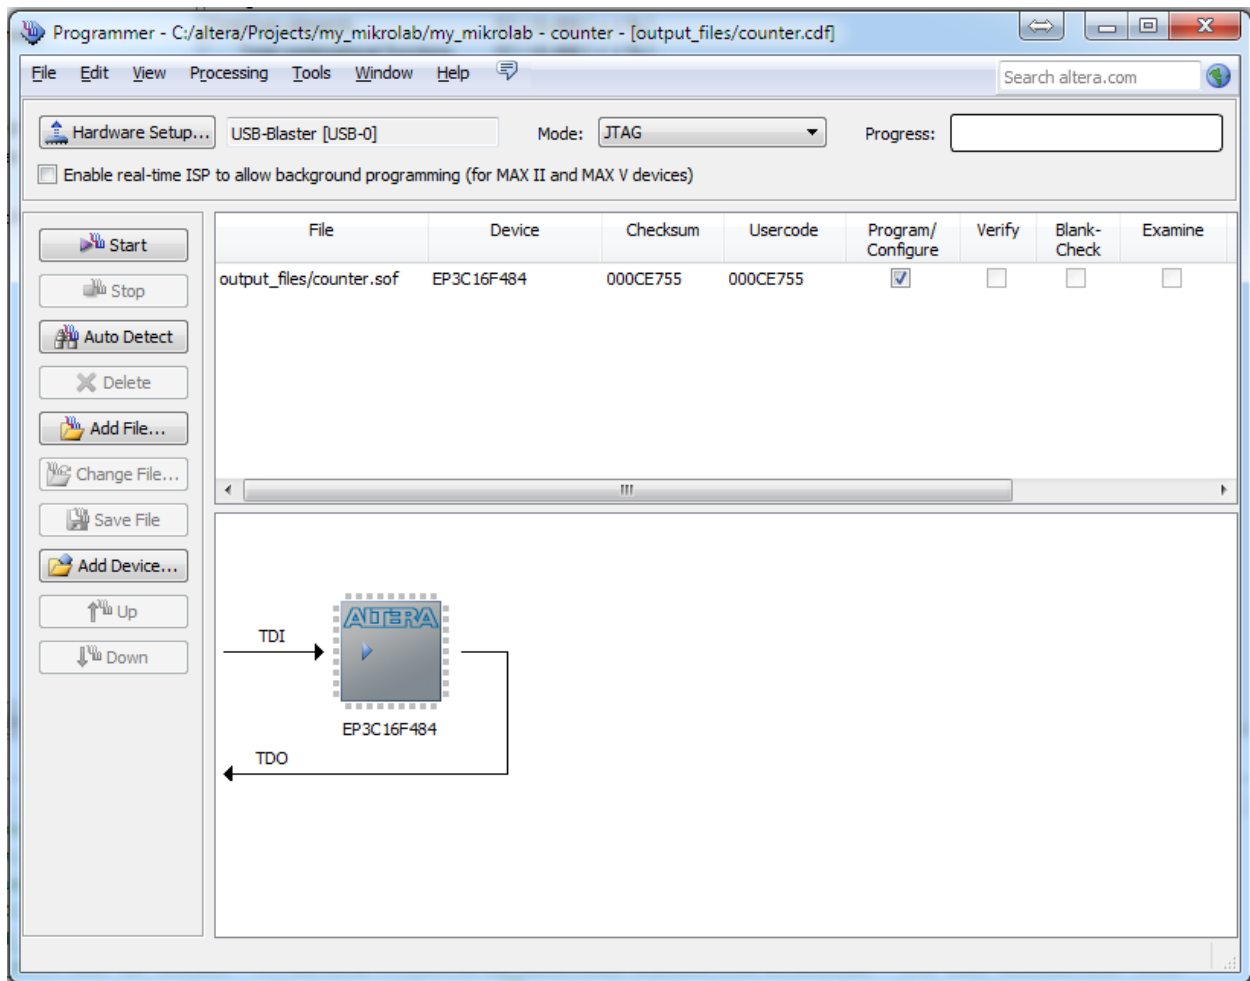 Programmer - C:/altera/Projects/my_mikrolab/my_mikrolab - counter - [output_files/counter.cdf]
File Edit View Processing Tools Window Help
Search altera.com
Hardware Setup... USB-Blaster [USB-0] Mode: JTAG Progress:
Enable real-time ISP to allow background programming (for MAX II and MAX V devices)
Start
Stop
Auto Detect
Delete
Add File...
Change File...
Save File
Add Device...
Up
Down
File Device Checksum Usercode Program/ Verify Blank- Examine
Configure Check
output_files/counter.sof EP3C16F484 000CE755 000CE755
ALTERA
TDI
EP3C16F484
TDO